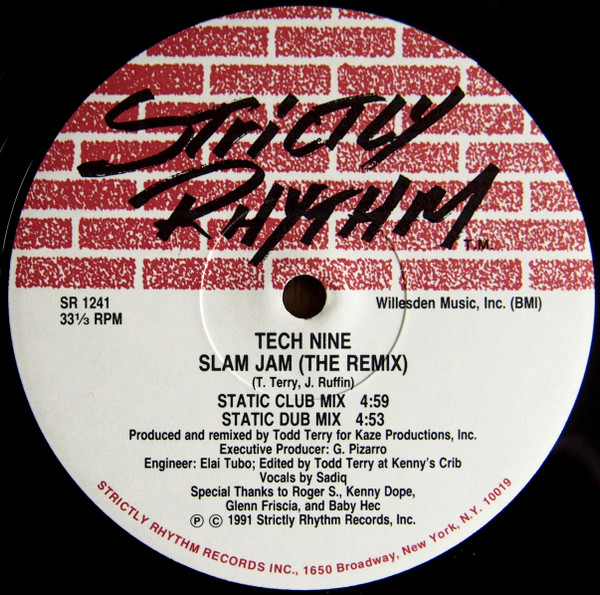 STRICTLY
RHYTHM
T.M.
SR 1241
33⅓ RPM
Willesden Music, Inc. (BMI)
TECH NINE
SLAM JAM (THE REMIX)
(T. Terry, J. Ruffin)
STATIC CLUB MIX 4:59
STATIC DUB MIX 4:53
Produced and remixed by Todd Terry for Kaze Productions, Inc.
Executive Producer: G. Pizarro
Engineer: Elai Tubo; Edited by Todd Terry at Kenny's Crib
Vocals by Sadiq
Special Thanks to Roger S., Kenny Dope,
Glenn Friscia, and Baby Hec
Ⓟ © 1991 Strictly Rhythm Records, Inc.
STRICTLY RHYTHM RECORDS INC., 1650 Broadway, New York, N.Y. 10019